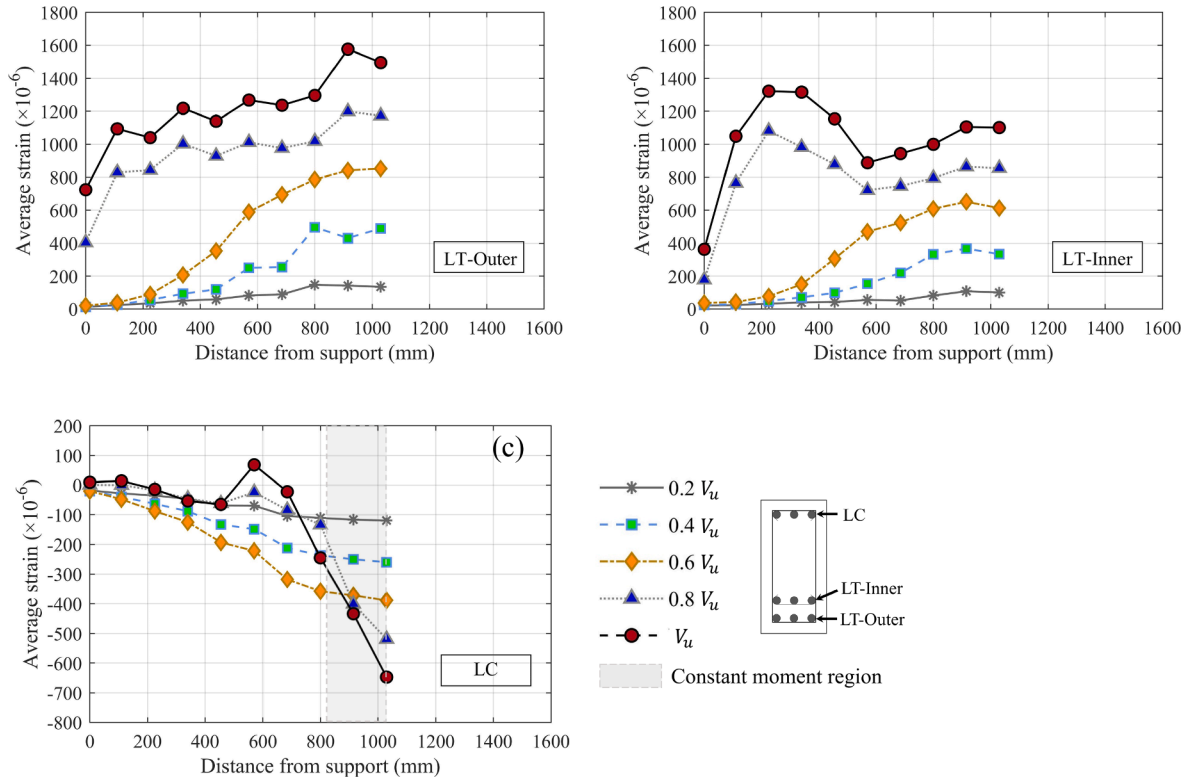 1800
1600
1400
1200
1000
800
600
400
200
0
Average strain (×10⁻⁶)
0 200 400 600 800 1000 1200 1400 1600
Distance from support (mm)
LT-Outer
1800
1600
1400
1200
1000
800
600
400
200
0
Average strain (×10⁻⁶)
0 200 400 600 800 1000 1200 1400 1600
Distance from support (mm)
LT-Inner
200
100
0
-100
-200
-300
-400
-500
-600
-700
-800
Average strain (×10⁻⁶)
0 200 400 600 800 1000 1200 1400 1600
Distance from support (mm)
(c)
LC
0.2 Vu
0.4 Vu
0.6 Vu
0.8 Vu
Vu
Constant moment region
LC
LT-Inner
LT-Outer